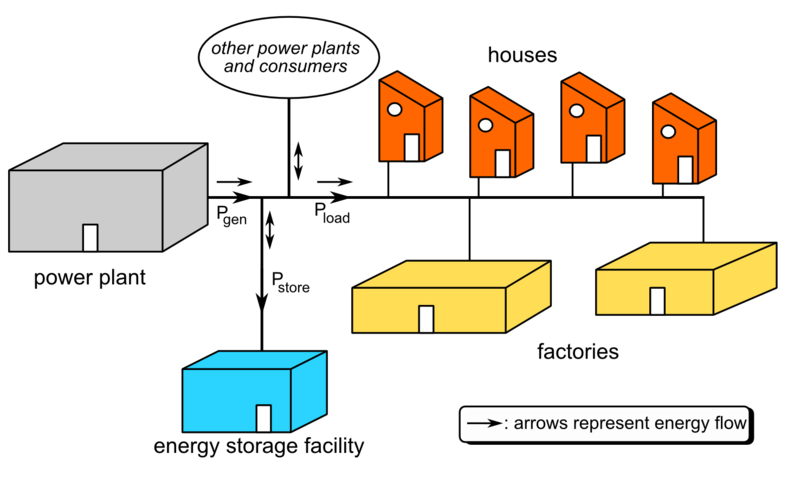 other power plants
and consumers
houses
Pgen
Pload
power plant
Pstore
factories
energy storage facility
: arrows represent energy flow